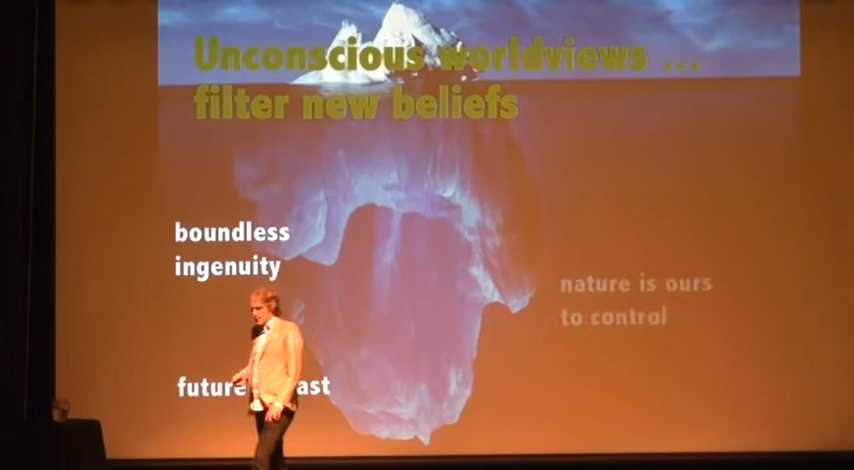 Unconscious worldviews ...
filter new beliefs
boundless
ingenuity
nature is ours
to control
future